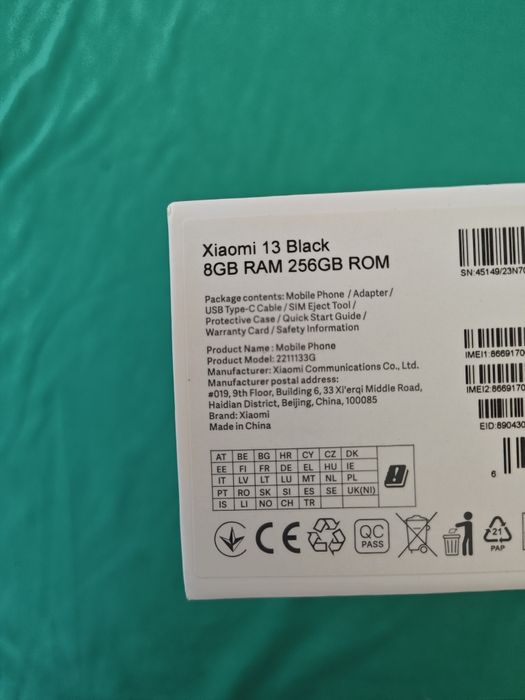 Xiaomi 13 Black
8GB RAM 256GB ROM
Package contents: Mobile Phone / Adapter /
USB Type-C Cable / SIM Eject Tool /
Protective Case / Quick Start Guide /
Warranty Card / Safety Information
Product Name : Mobile Phone
Product Model: 2211133G
Manufacturer: Xiaomi Communications Co., Ltd.
Manufacturer postal address:
#019, 9th Floor, Building 6, 33 Xi'erqi Middle Road,
Haidian District, Beijing, China, 100085
Brand: Xiaomi
Made in China
SN:45149/23N70
IMEI1:8669170
IMEI2:8669170
EID:890430
6
AT BE BG HR CY CZ DK
EE FI FR DE EL HU IE
IT LV LT LU MT NL PL
PT RO SK SI ES SE UK(NI)
IS LI NO CH TR
CE
QC
PASS
21
PAP